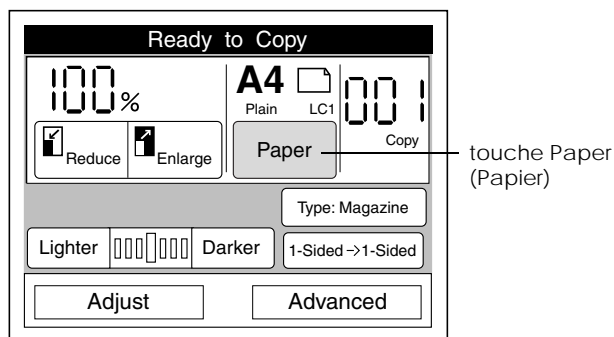 Ready to Copy
100%
A4
Plain LC1
001
Copy
Reduce
Enlarge
Paper
touche Paper
(Papier)
Type: Magazine
Lighter
Darker
1-Sided->1-Sided
Adjust
Advanced